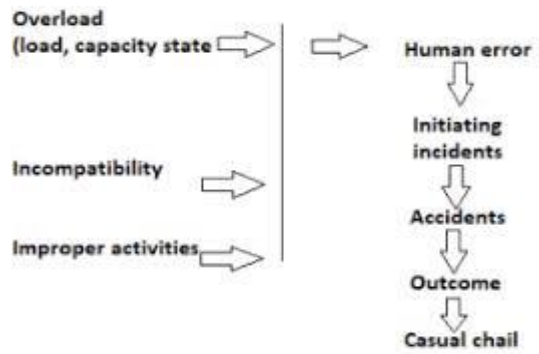 Overload
(load, capacity state
Human error
Initiating
incidents
Incompatibility
Accidents
Improper activities
Outcome
Casual chail